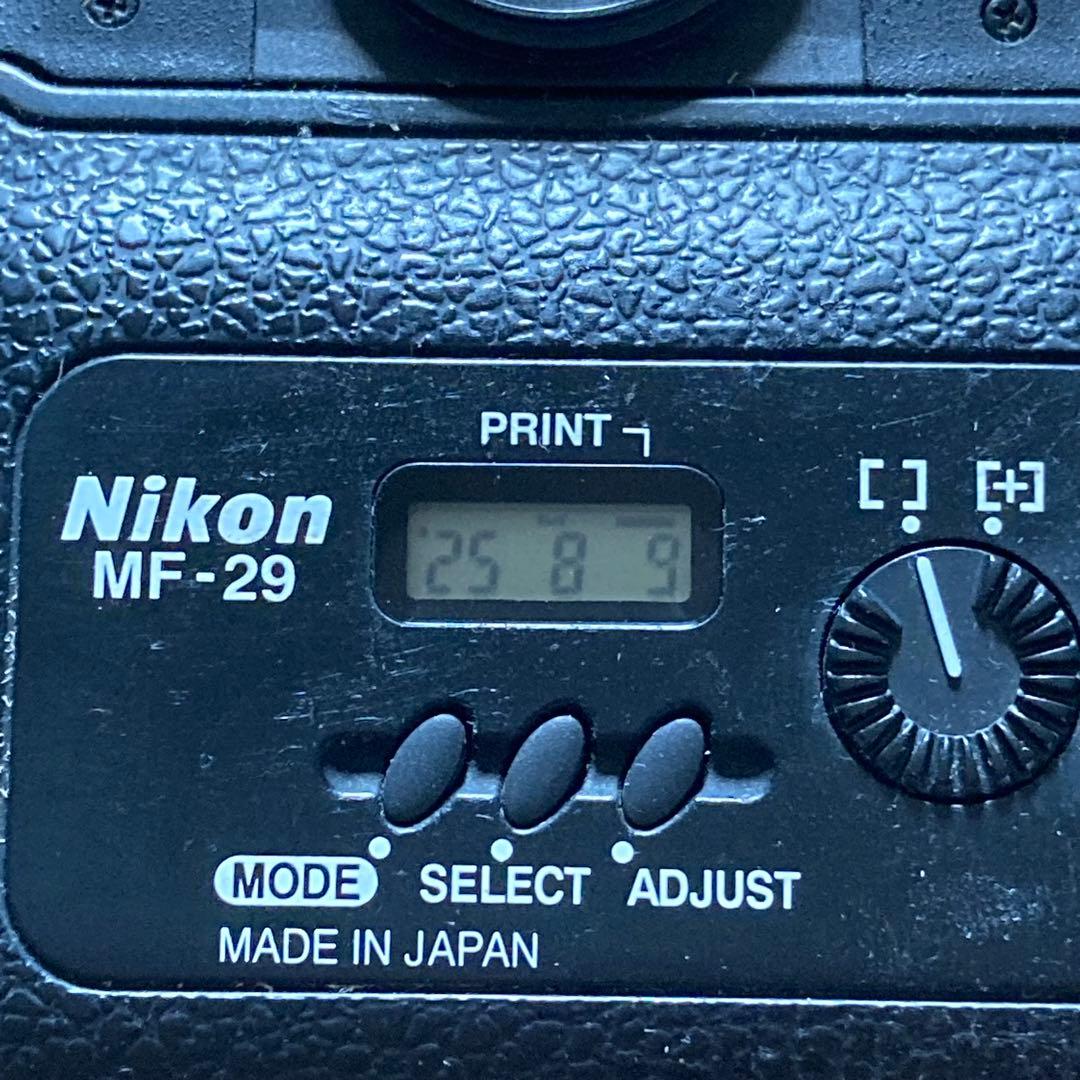 PRINT
Nikon
MF-29
'25 8 9
[ ] [+]
MODE SELECT ADJUST
MADE IN JAPAN